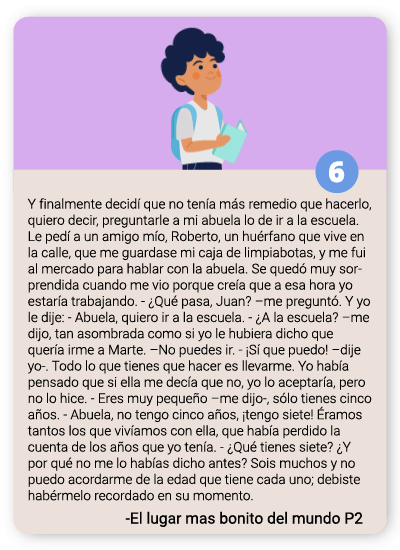 6
Y finalmente decidí que no tenía más remedio que hacerlo,
quiero decir, preguntarle a mi abuela lo de ir a la escuela.
Le pedí a un amigo mío, Roberto, un huérfano que vive en
la calle, que me guardase mi caja de limpiabotas, y me fui
al mercado para hablar con la abuela. Se quedó muy sor-
prendida cuando me vio porque creía que a esa hora yo
estaría trabajando. - ¿Qué pasa, Juan? –me preguntó. Y yo
le dije: - Abuela, quiero ir a la escuela. - ¿A la escuela? –me
dijo, tan asombrada como si yo le hubiera dicho que
quería irme a Marte. –No puedes ir. - ¡Sí que puedo! –dije
yo-. Todo lo que tienes que hacer es llevarme. Yo había
pensado que si ella me decía que no, yo lo aceptaría, pero
no lo hice. - Eres muy pequeño –me dijo-, sólo tienes cinco
años. - Abuela, no tengo cinco años, ¡tengo siete! Éramos
tantos los que vivíamos con ella, que había perdido la
cuenta de los años que yo tenía. - ¿Qué tienes siete? ¿Y
por qué no me lo habías dicho antes? Sois muchos y no
puedo acordarme de la edad que tiene cada uno; debiste
habérmelo recordado en su momento.
-El lugar mas bonito del mundo P2